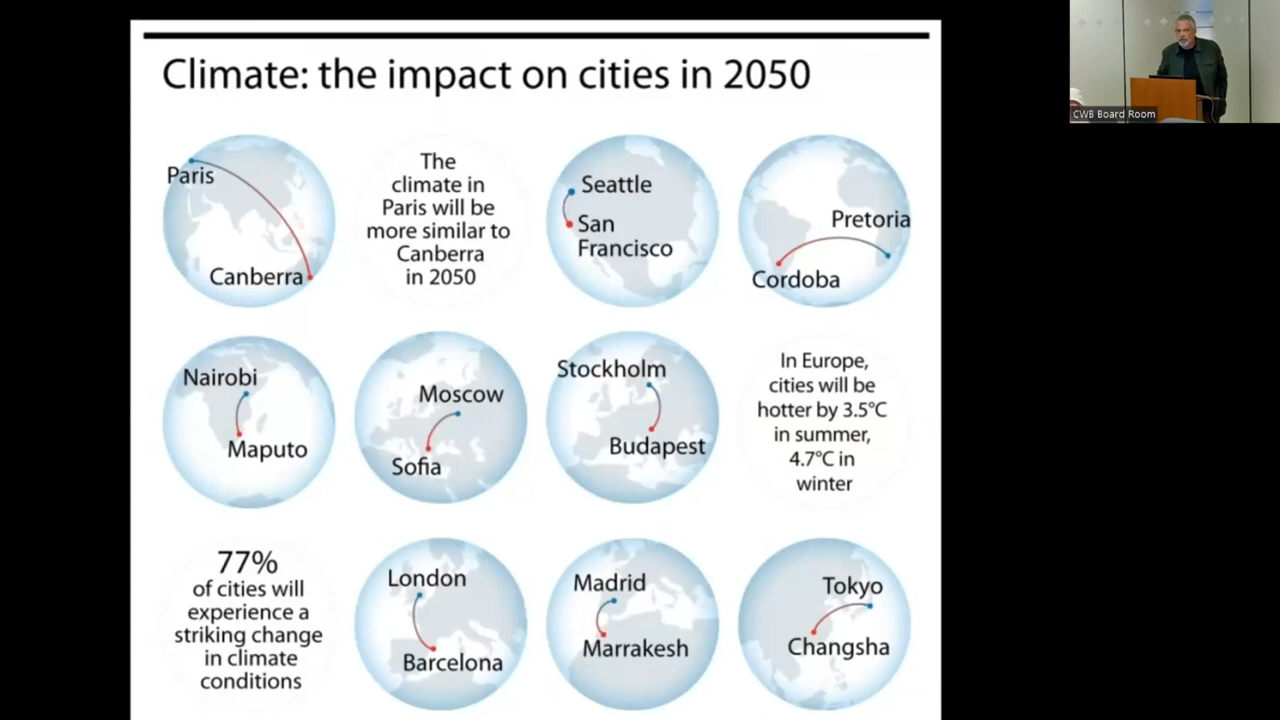 Climate: the impact on cities in 2050
Paris
Canberra
The
climate in
Paris will be
more similar to
Canberra
in 2050
Seattle
San
Francisco
Pretoria
Cordoba
Nairobi
Maputo
Moscow
Sofia
Stockholm
Budapest
In Europe,
cities will be
hotter by 3.5°C
in summer,
4.7°C in
winter
77%
of cities will
experience a
striking change
in climate
conditions
London
Barcelona
Madrid
Marrakesh
Tokyo
Changsha
CWB Board Room